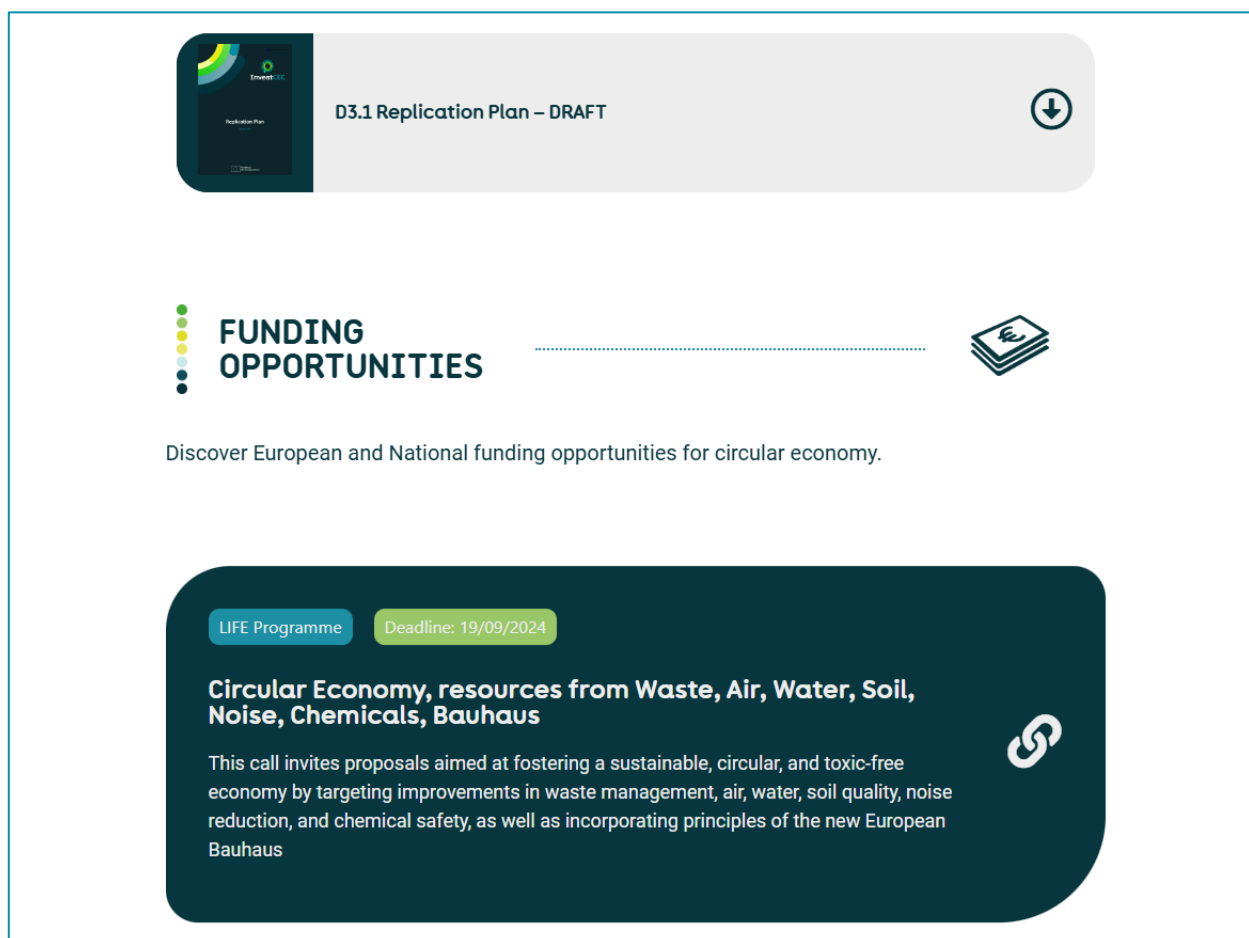 InvestCEC
Replication Plan
D3.1 Replication Plan – DRAFT
FUNDING
OPPORTUNITIES
Discover European and National funding opportunities for circular economy.
LIFE Programme
Deadline: 19/09/2024
Circular Economy, resources from Waste, Air, Water, Soil,
Noise, Chemicals, Bauhaus
This call invites proposals aimed at fostering a sustainable, circular, and toxic-free
economy by targeting improvements in waste management, air, water, soil quality, noise
reduction, and chemical safety, as well as incorporating principles of the new European
Bauhaus